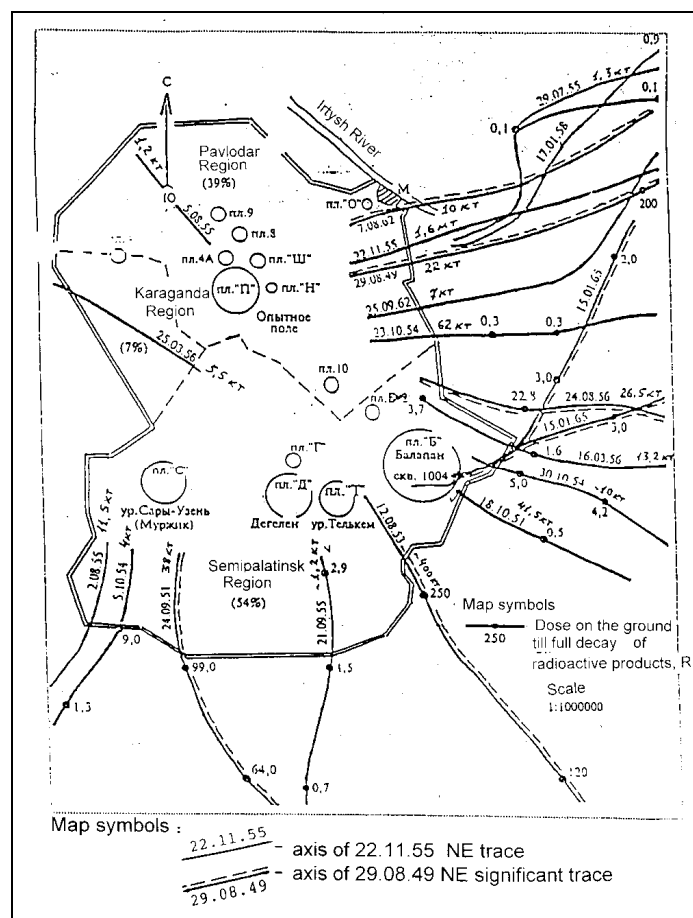 0,9
C
29.07.55 1,3 кт
0,1
0,1
17.01.58
Irtysh River
Pavlodar
Region
(39%)
1,2 кт
10
5.08.55
пл.9
пл.8
пл.4А
пл."Ш"
пл."П"
пл."Н"
Опытное
поле
пл."О"
М
7.08.62
10 кт
22.11.55
1,6 мт
29.08.49
22 кт
200
25.09.62
7 кт
2,0
15.01.65
23.10.54
62 кт
0,3
0,3
Karaganda
Region
(7%)
25.03.56
5,5 кт
пл.10
3,0
3,7
22,8
24.08.56
26,5 кт
15.01.65
3,0
пл."Б"
Балапан
скв. 1004
1.6
16.03.56
13,2 кт
5,0
30.10.54
~10 кт
4,2
18.10.51
41,5 кт
0,5
пл."Г"
пл."С"
ур.Сары-Узень
(Муржик)
пл."Д"
Дегелен
ур.Телькем
12.08.53
~400 кт
250
11,5 кт
2.08.55
4 кт
5.10.54
38 кт
24.09.51
Semipalatinsk
Region
(54%)
1,2 кт
2,9
21.09.55
9,0
99,0
1,5
1,3
64,0
0,7
120
Map symbols
250
Dose on the ground
till full decay of
radioactive products, R
Scale
1:1000000
Map symbols :
22.11.55 - axis of 22.11.55 NE trace
29.08.49 - axis of 29.08.49 NE significant trace